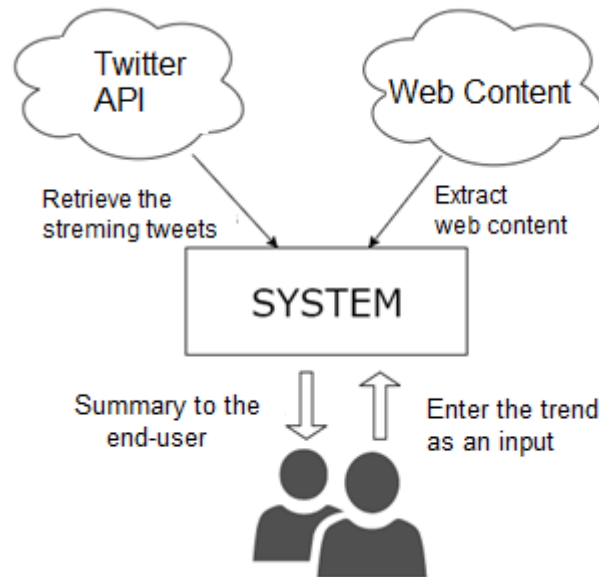 Twitter
API
Web Content
Retrieve the
streming tweets
Extract
web content
SYSTEM
Summary to the
end-user
Enter the trend
as an input